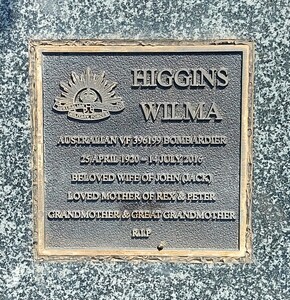 HIGGINS
WILMA
AUSTRALIAN VF 396199 BOMBARDIER
25 APRIL 1920 – 14 JULY 2016
BELOVED WIFE OF JOHN (JACK)
LOVED MOTHER OF REX & PETER
GRANDMOTHER & GREAT GRANDMOTHER
R.I.P